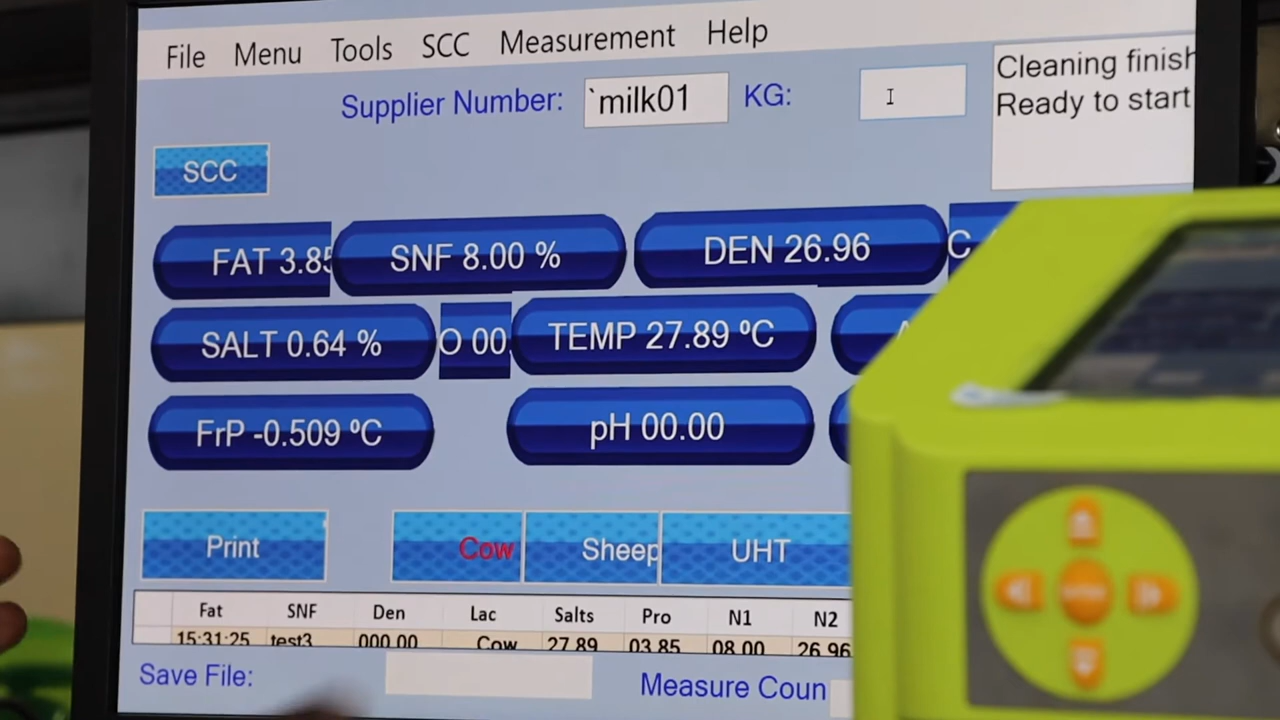 File Menu Tools SCC Measurement Help
Supplier Number: `milk01 KG:
Cleaning finish
Ready to start
SCC
FAT 3.85 SNF 8.00 % DEN 26.96 C
SALT 0.64 % O 00. TEMP 27.89 ºC
FrP -0.509 ºC pH 00.00
Print Cow Sheep UHT
Fat SNF Den Lac Salts Pro N1 N2
15:31:25 test3 000.00 Cow 27.89 03.85 08.00 26.96
Save File: Measure Coun